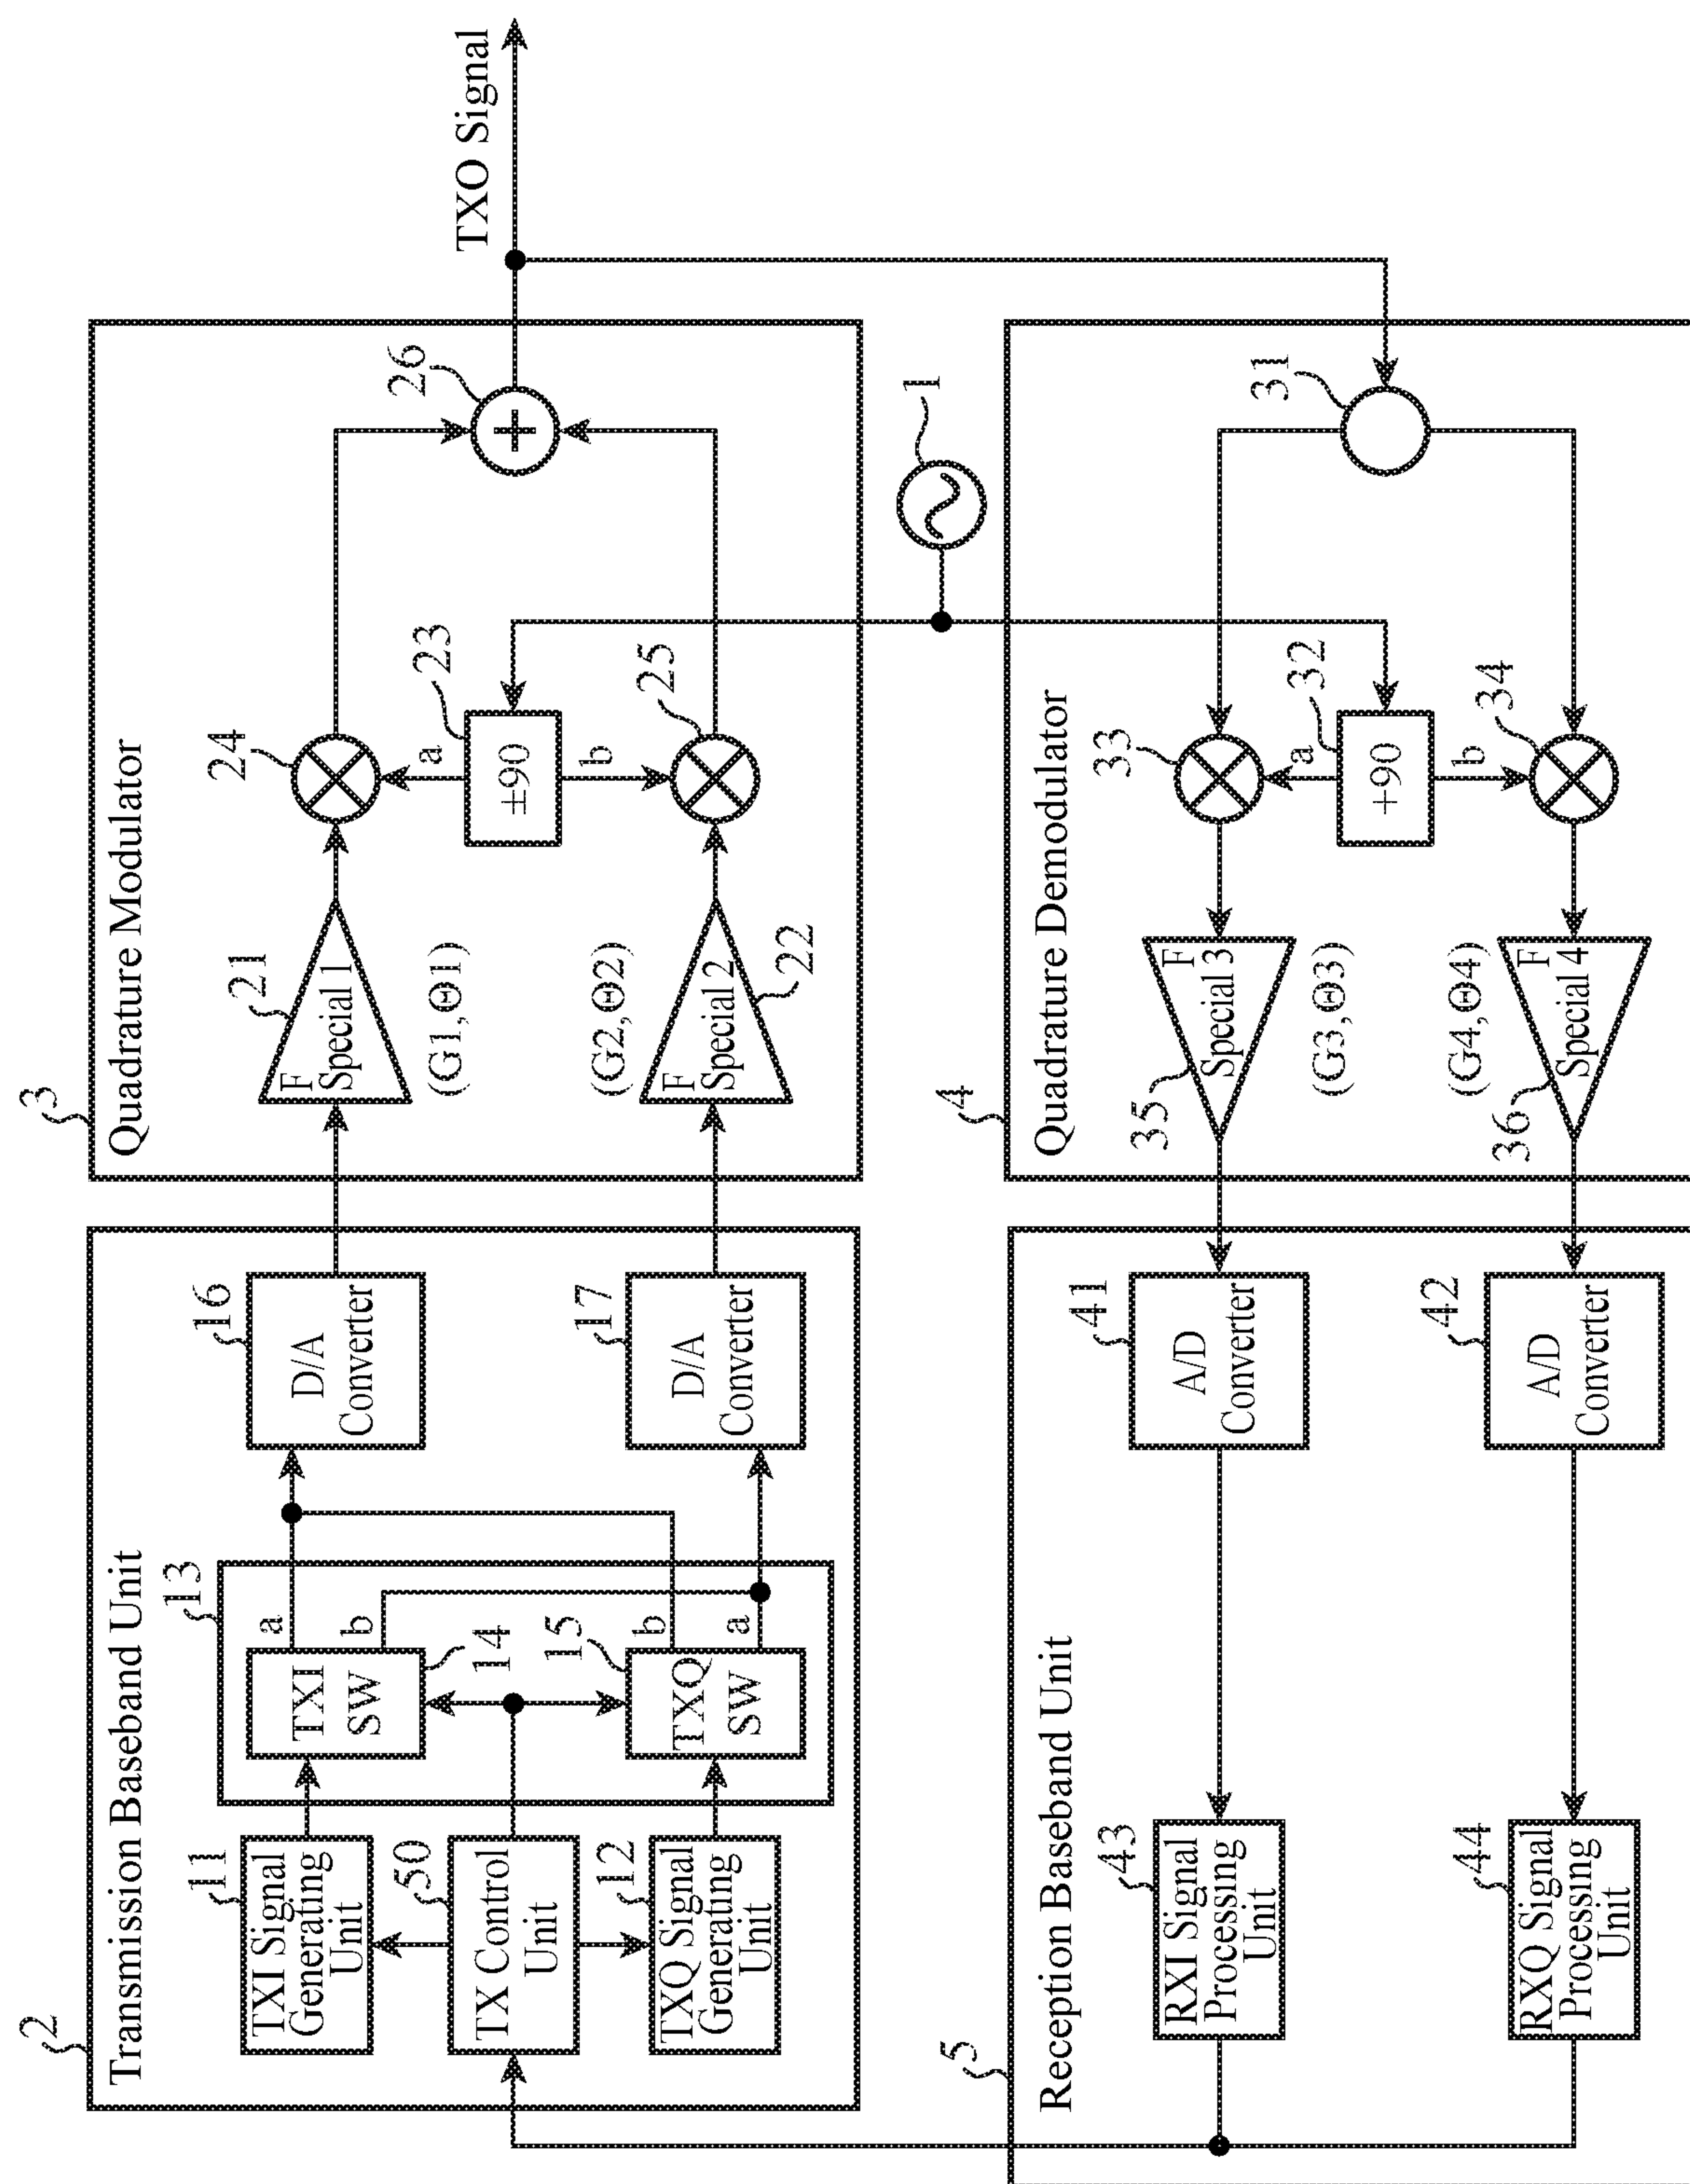 2
Transmission Baseband Unit
11
TXI Signal
Generating
Unit
50
TX Control
Unit
12
TXQ Signal
Generating
Unit
13
TXI
SW
a
b
14
15
TXQ
SW
b
a
16
D/A
Converter
17
D/A
Converter
3
Quadrature Modulator
21
F
Special 1
(G1,Θ1)
(G2,Θ2)
F
Special 2
22
24
a
23
±90
b
25
26
TXO Signal
1
4
Quadrature Demodulator
35
F
Special 3
(G3,Θ3)
(G4,Θ4)
F
Special 4
36
33
a
32
+90
b
34
31
5
Reception Baseband Unit
43
RXI Signal
Processing
Unit
44
RXQ Signal
Processing
Unit
41
A/D
Converter
42
A/D
Converter